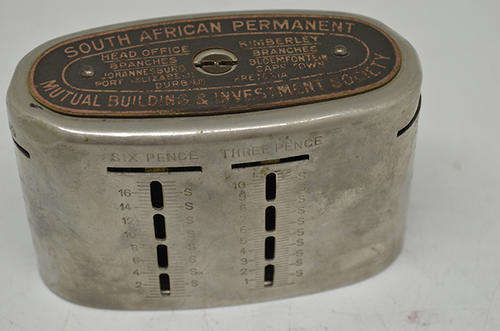 SOUTH AFRICAN PERMANENT
HEAD OFFICE
KIMBERLEY
BRANCHES
BRANCHES
JOHANNESBURG
BLOEMFONTEIN
PORT ELIZABETH
CAPE TOWN
DURBAN
PRETORIA
MUTUAL BUILDING & INVESTMENT SOCIETY
SIX PENCE THREE PENCE
16 S
14 S
12 S
10 S
8 S
6 S
4 S
2 S
10 S
9 S
6 S
5 S
4 S
3 S
2 S
1 S